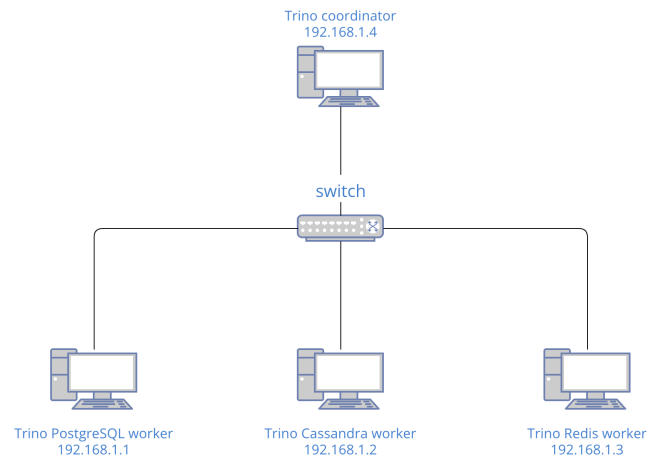 Trino coordinator
192.168.1.4
switch
Trino PostgreSQL worker
192.168.1.1
Trino Cassandra worker
192.168.1.2
Trino Redis worker
192.168.1.3